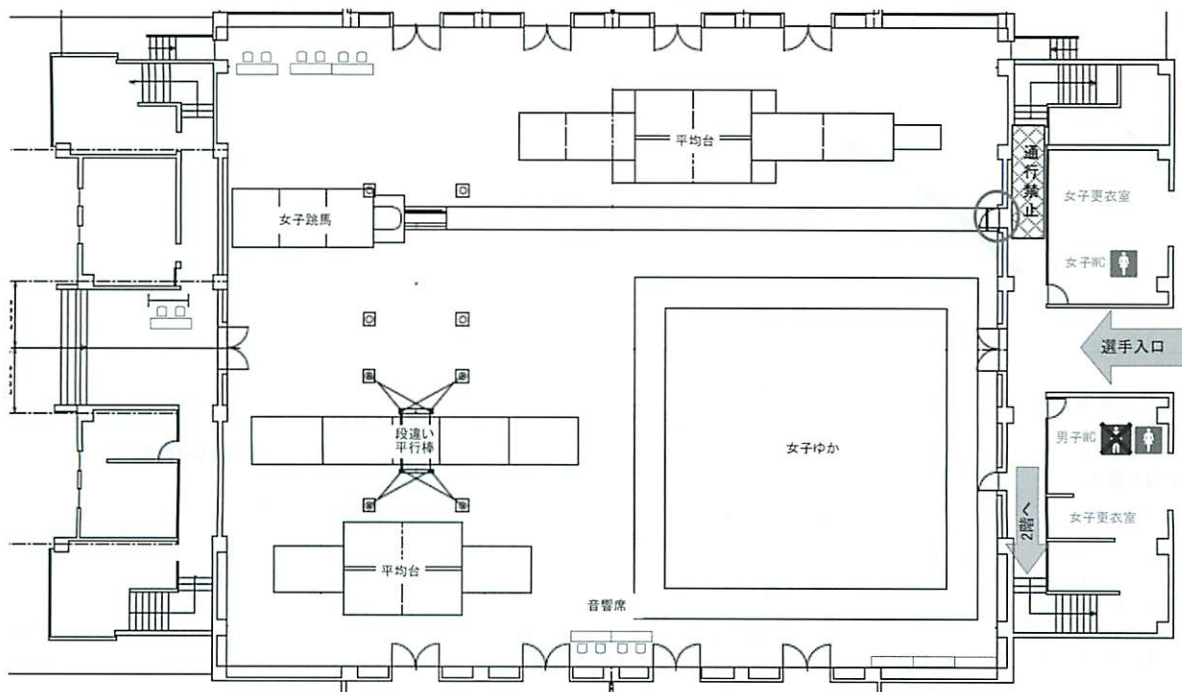 平均台
通行禁止
女子更衣室
女子跳馬
女子WC
選手入口
段違い
平行棒
女子ゆか
男子WC
女子更衣室
2階へ
平均台
音響席